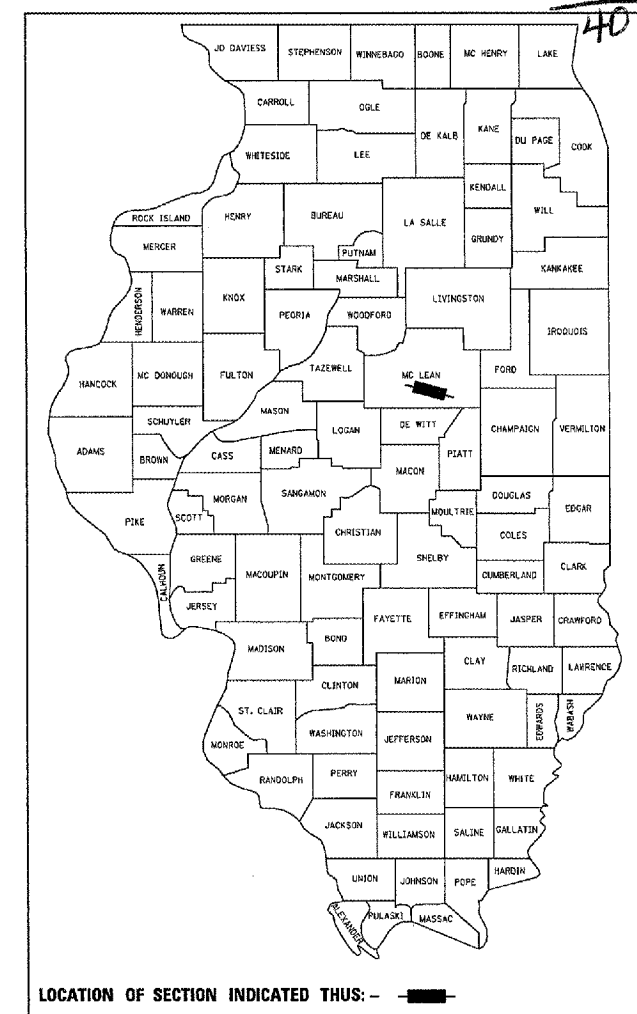 40
JO DAVIESS STEPHENSON WINNEBAGO BOONE MC HENRY LAKE
CARROLL OGLE DE KALB KANE DU PAGE COOK
WHITESIDE LEE KENDALL WILL
ROCK ISLAND HENRY BUREAU LA SALLE GRUNDY
MERCER PUTNAM KANKAKEE
HENDERSON WARREN KNOX STARK MARSHALL LIVINGSTON
PEORIA WOODFORD IROQUOIS
HANCOCK MC DONOUGH FULTON TAZEWELL MC LEAN FORD
SCHUYLER MASON LOGAN DE WITT CHAMPAIGN VERMILION
ADAMS BROWN CASS MENARD MACON PIATT
PIKE SCOTT MORGAN SANGAMON CHRISTIAN MOULTRIE DOUGLAS EDGAR
COLES
CALHOUN GREENE MACOUPIN MONTGOMERY SHELBY CUMBERLAND CLARK
JERSEY FAYETTE EFFINGHAM JASPER CRAWFORD
MADISON BOND CLAY RICHLAND LAWRENCE
CLINTON MARION
ST. CLAIR WASHINGTON WAYNE EDWARDS WABASH
MONROE JEFFERSON
RANDOLPH PERRY HAMILTON WHITE
FRANKLIN
JACKSON WILLIAMSON SALINE GALLATIN
UNION JOHNSON POPE HARDIN
ALEXANDER PULASKI MASSAC
LOCATION OF SECTION INDICATED THUS: –